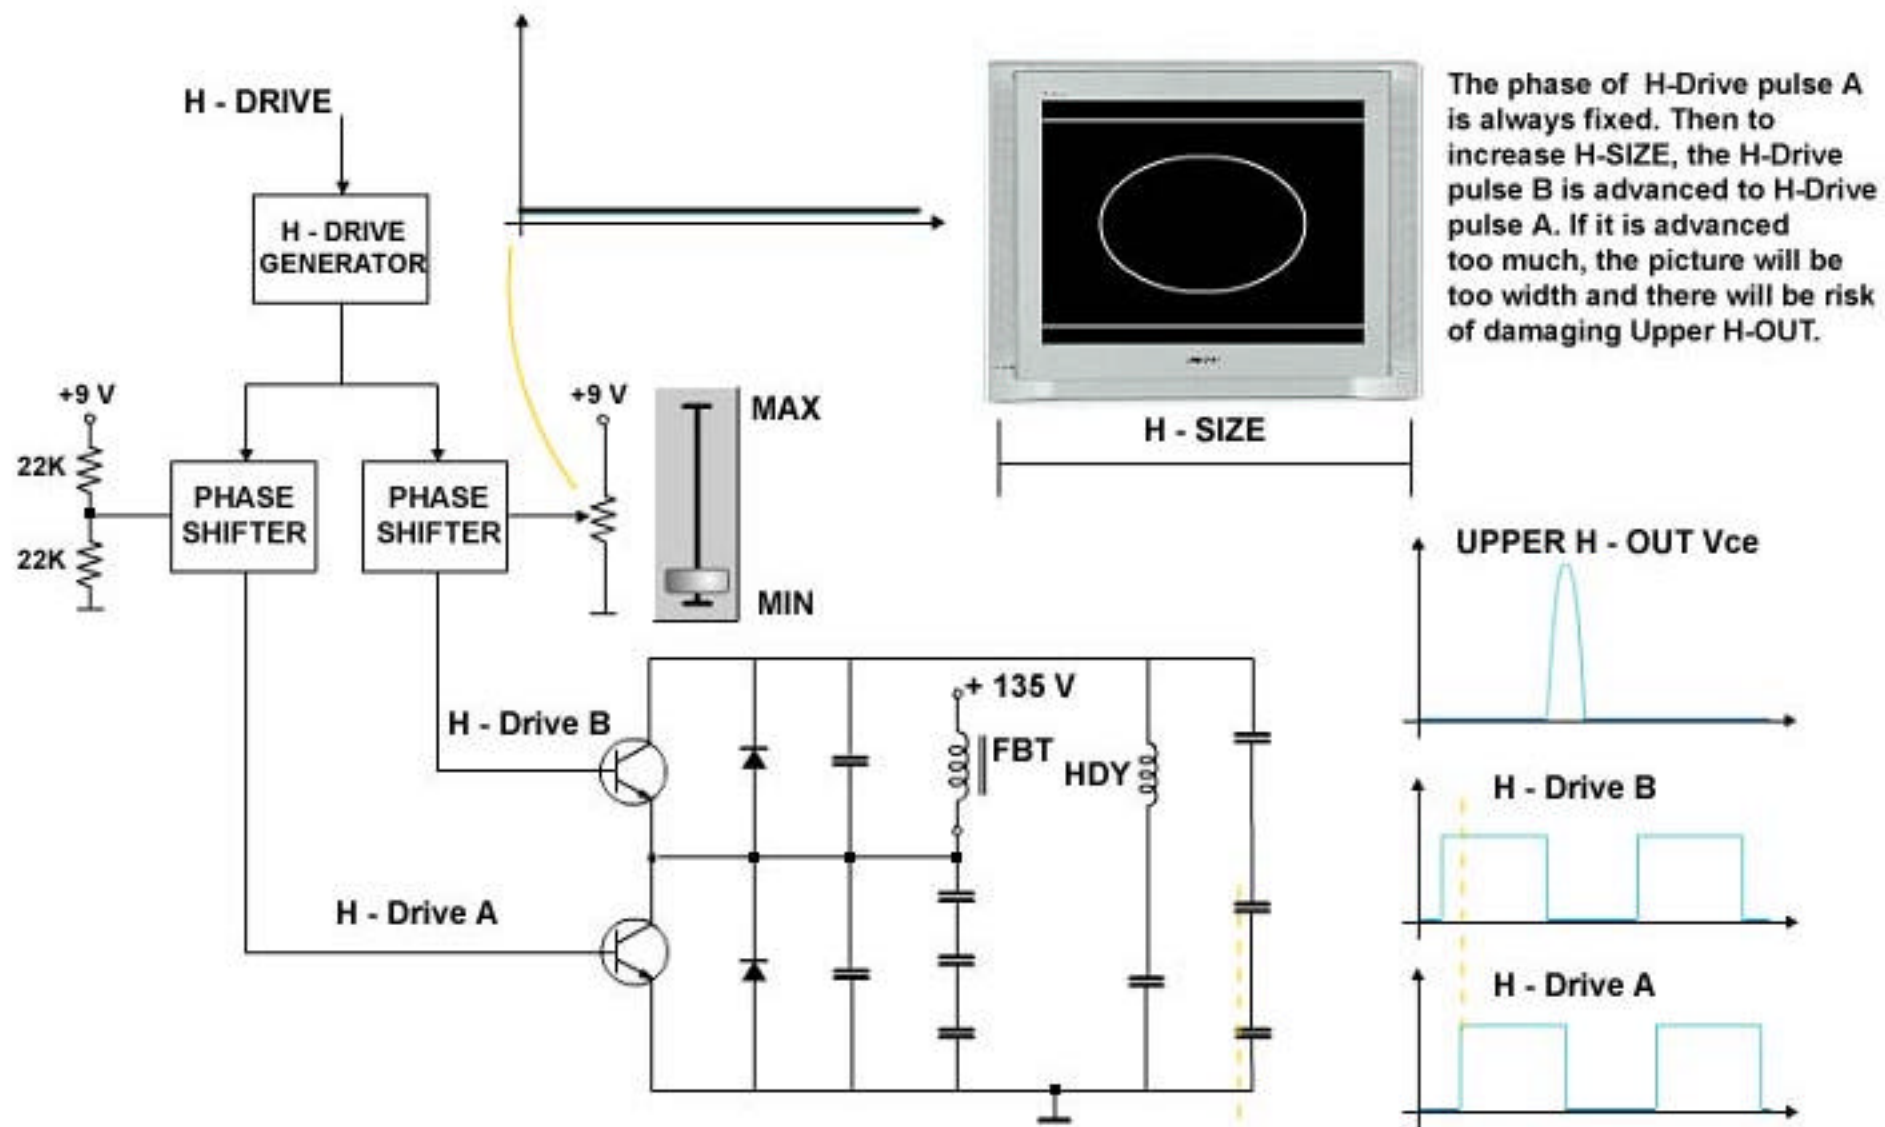 H - DRIVE
H - DRIVE
GENERATOR
The phase of H-Drive pulse A
is always fixed. Then to
increase H-SIZE, the H-Drive
pulse B is advanced to H-Drive
pulse A. If it is advanced
too much, the picture will be
too width and there will be risk
of damaging Upper H-OUT.
+9 V
22K
22K
PHASE
SHIFTER
PHASE
SHIFTER
+9 V
MAX
MIN
H - SIZE
UPPER H - OUT Vce
H - Drive B
H - Drive A
+ 135 V
FBT
HDY
H - Drive B
H - Drive A